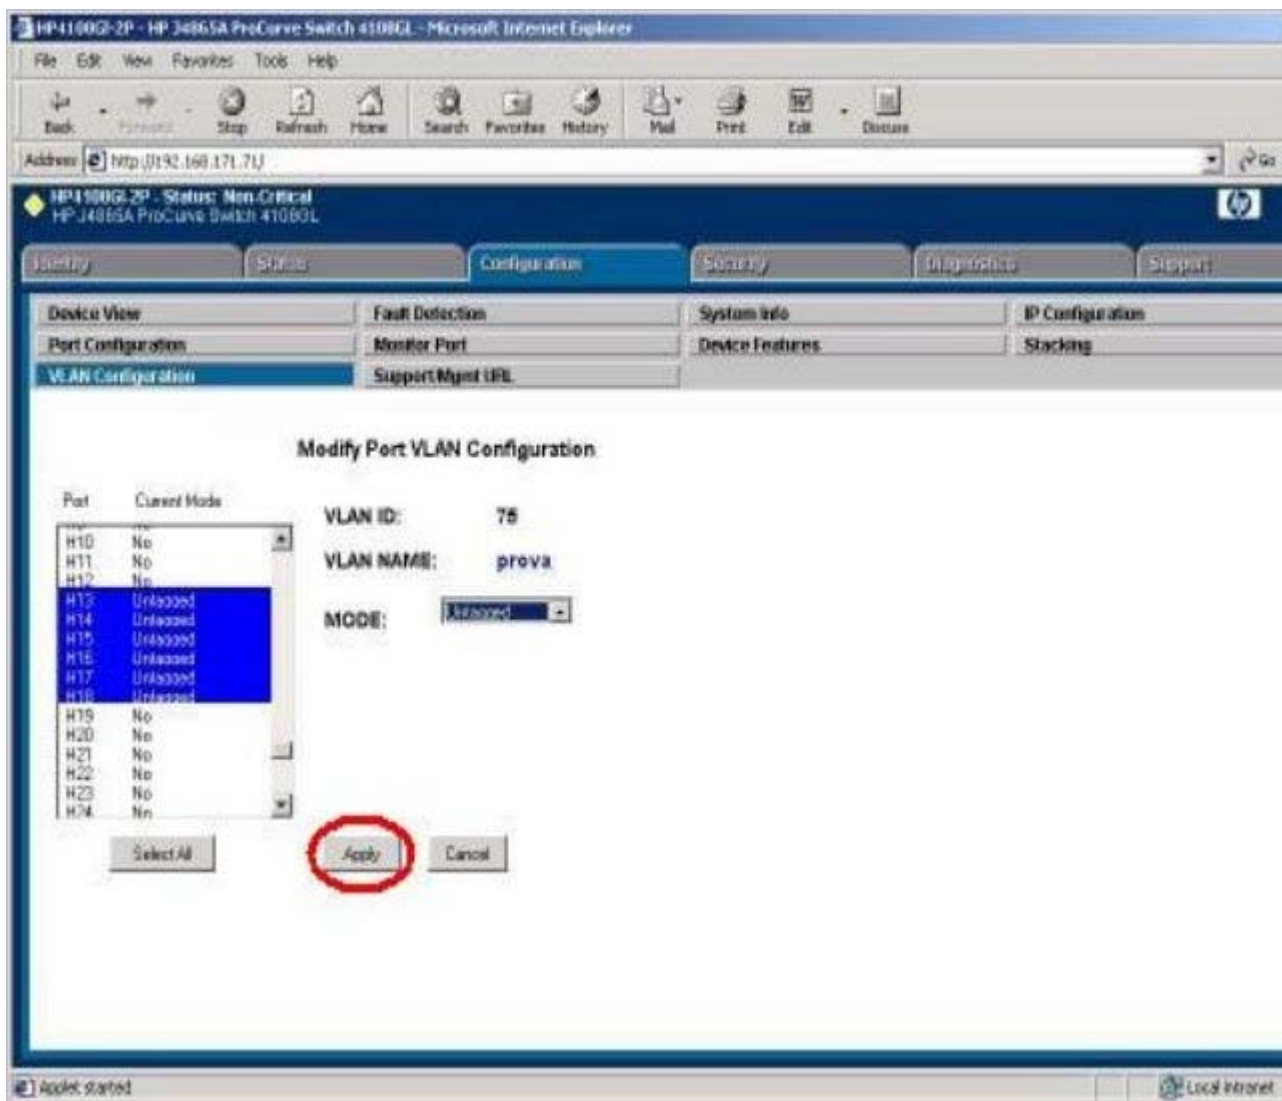 HP4100Gl-2P - HP J4865A ProCurve Switch 4108GL - Microsoft Internet Explorer
File Edit View Favorites Tools Help
Back Forward Stop Refresh Home Search Favorites History Mail Print Edit Discuss
Address http://192.168.171.71/ Go
HP4100Gl-2P - Status: Non-Critical
HP J4865A ProCurve Switch 4108GL
Identity Status Configuration Security Diagnostics Support
Device View Fault Detection System Info IP Configuration
Port Configuration Monitor Port Device Features Stacking
VLAN Configuration Support/Mgmt URL
Modify Port VLAN Configuration
Port Current Mode
H10 No
H11 No
H12 No
H13 Untagged
H14 Untagged
H15 Untagged
H16 Untagged
H17 Untagged
H18 Untagged
H19 No
H20 No
H21 No
H22 No
H23 No
H24 No
VLAN ID: 75
VLAN NAME: prova
MODE: Untagged
Select All Apply Cancel
Applet started Local intranet